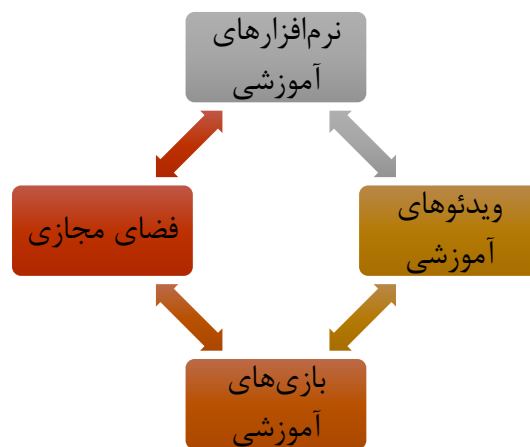 نرم‌افزارهای
آموزشی
ویدئوهای
آموزشی
فضای مجازی
بازی‌های
آموزشی